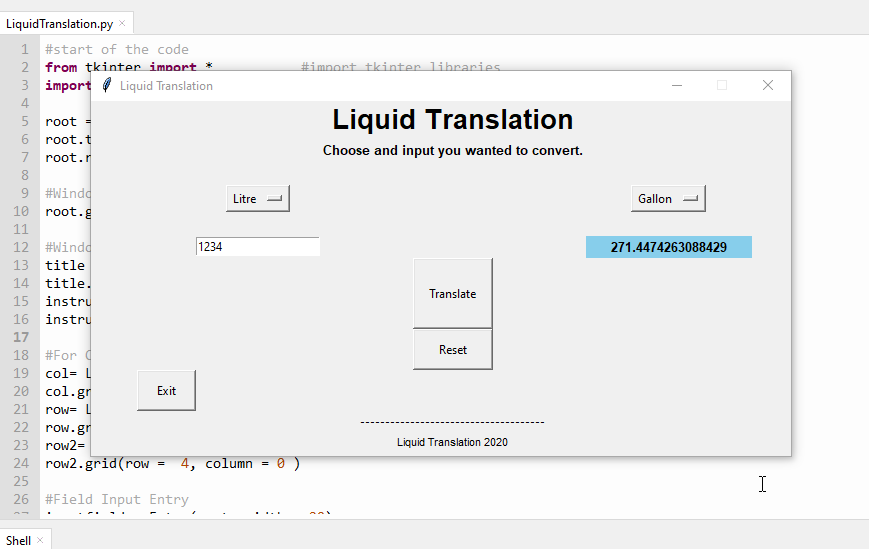 LiquidTranslation.py ×
1 #start of the code
2 from tkinter import * #import tkinter libraries
3 import
Liquid Translation
4
5 root =
6 root.t
7 root.r
8
9 #Windo
10 root.g
11
12 #Windo
13 title
14 title.
15 instru
16 instru
17
18 #For C
19 col= L
20 col.gr
21 row= L
22 row.gr
23 row2=
24 row2.grid(row = 4, column = 0 )
25
26 #Field Input Entry
Liquid Translation
Choose and input you wanted to convert.
Litre
Gallon
1234
271.4474263088429
Translate
Reset
Exit
-------------------------------------
Liquid Translation 2020
Shell ×